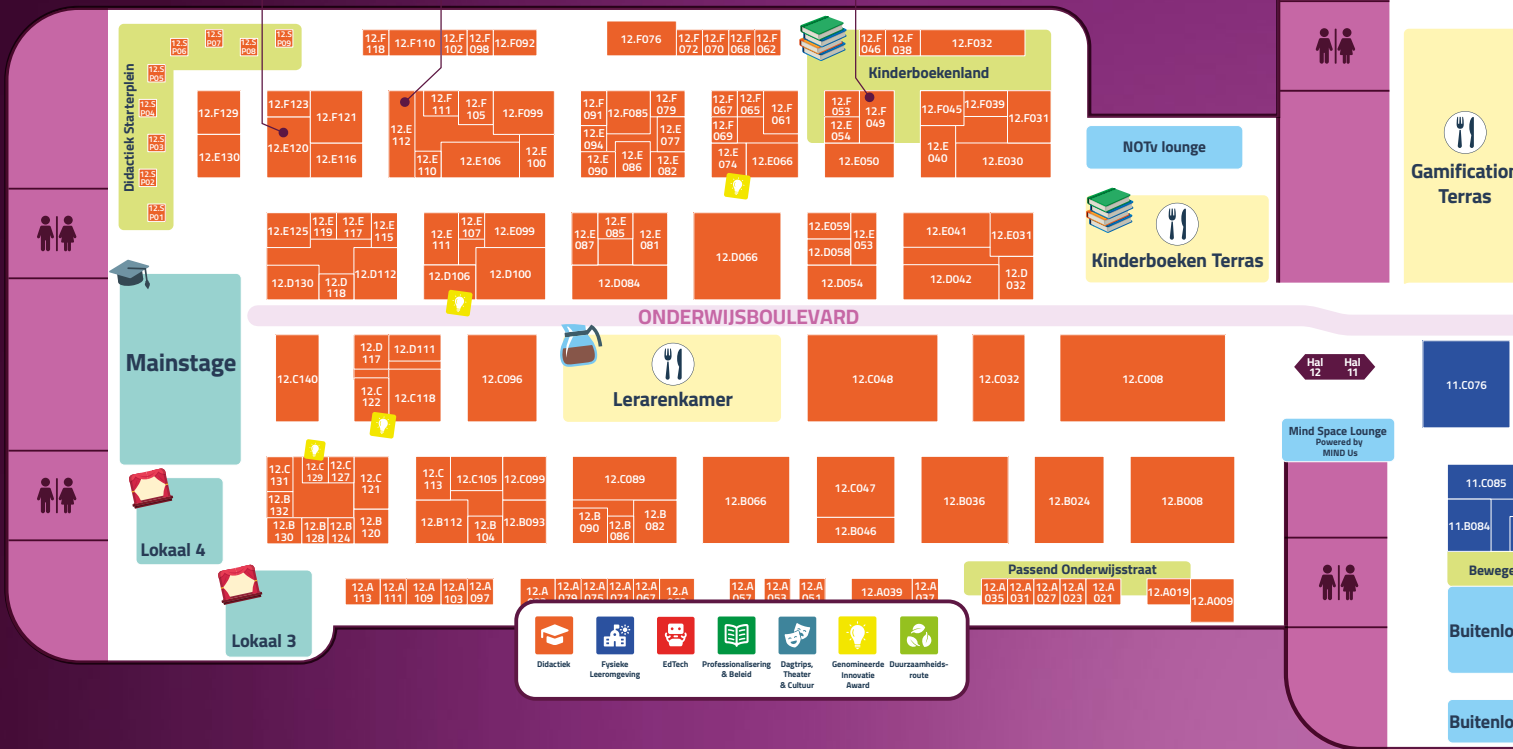 12.S
P06
12.S
P07
12.S
P08
12.S
P09
12.S
P05
12.S
P04
12.S
P03
12.S
P02
12.S
P01
Didactiek Starterplein
12.F
118
12.F110
12.F
102
12.F
098
12.F092
12.F076
12.F
072
12.F
070
12.F
068
12.F
062
12.F
046
12.F
038
12.F032
Kinderboekenland
12.F129
12.E130
12.F123
12.E120
12.F121
12.E116
12.E
112
12.F
111
12.F
105
12.F099
12.E
110
12.E106
12.E
100
12.F
091
12.F085
12.F
079
12.E
094
12.E
077
12.E
090
12.E
086
12.E
082
12.F
067
12.F
065
12.F
061
12.F
069
12.E
074
12.E066
12.F
053
12.F
049
12.E
054
12.E050
12.F045
12.F039
12.F031
12.E
040
12.E030
NOTv lounge
Gamification
Terras
12.E125
12.E
119
12.E
117
12.E
115
12.D130
12.D
118
12.D112
12.E
111
12.E
107
12.E099
12.D106
12.D100
12.E
087
12.E
085
12.E
081
12.D084
12.D066
12.E059
12.D058
12.E
053
12.D054
12.E041
12.E031
12.D042
12.D
032
Kinderboeken Terras
ONDERWIJSBOULEVARD
Mainstage
12.C140
12.D
117
12.D111
12.C
122
12.C118
12.C096
Lerarenkamer
12.C048
12.C032
12.C008
Hal
12
Hal
11
11.C076
Mind Space Lounge
Powered by
MIND Us
12.C
131
12.C
129
12.C
127
12.C
121
12.B
132
12.B
130
12.B
128
12.B
124
12.B
120
12.C
113
12.C105
12.C099
12.B112
12.B
104
12.B093
12.C089
12.B
090
12.B
086
12.B
082
12.B066
12.C047
12.B046
12.B036
12.B024
12.B008
11.C085
11.B084
Lokaal 4
Lokaal 3
12.A
113
12.A
111
12.A
109
12.A
103
12.A
097
12.A
12.A
079
12.A
075
12.A
071
12.A
067
12.A
12.A
057
12.A
053
12.A
051
12.A039
12.A
037
Passend Onderwijsstraat
12.A
035
12.A
031
12.A
027
12.A
023
12.A
021
12.A019
12.A009
Bewege
Buitenlo
Buitenlo
Didactiek
Fysieke
Leeromgeving
EdTech
Professionalisering
& Beleid
Dagtrips,
Theater
& Cultuur
Genomineerde
Innovatie
Award
Duurzaamheids-
route